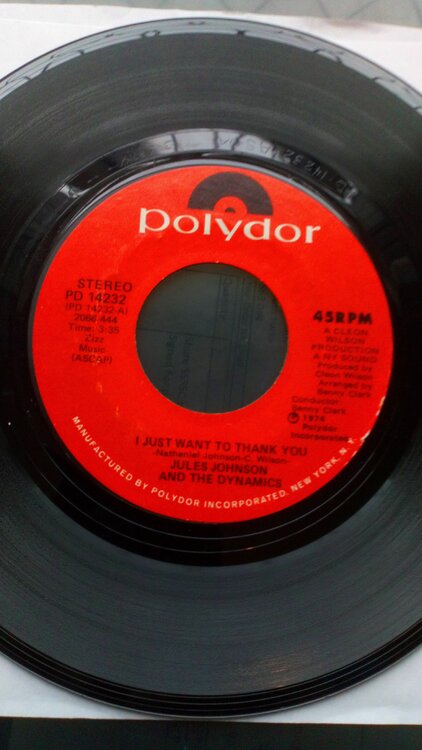 polydor
STEREO
PD 14232
(PD 14232-A)
2066 444
Time: 3:35
Zizz
Music
(ASCAP)
45RPM
A CLEON
WILSON
PRODUCTION
A NY SOUND
Produced by
Cleon Wilson
Arranged by
Benny Clark
Conductor
Benny Clark
℗ 1974
Polydor
Incorporated
I JUST WANT TO THANK YOU
-Nathaniel Johnson-C. Wilson-
JULES JOHNSON
AND THE DYNAMICS
MANUFACTURED BY POLYDOR INCORPORATED. NEW YORK, N.Y.